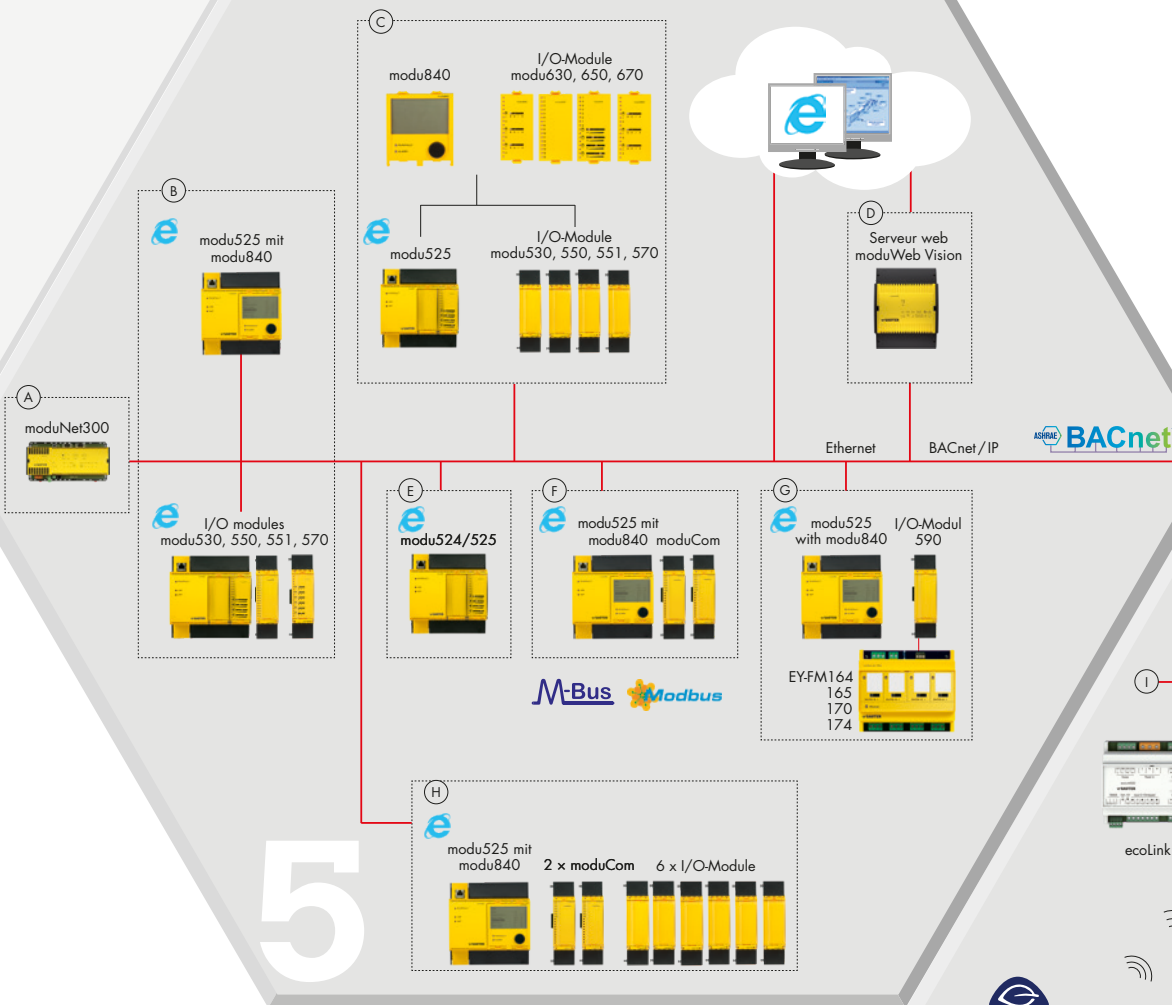 C
modu840
I/O-Module
modu630, 650, 670
modu525
I/O-Module
modu530, 550, 551, 570
B
modu525 mit
modu840
I/O modules
modu530, 550, 551, 570
A
moduNet300
D
Serveur web
moduWeb Vision
Ethernet
BACnet/IP
ASHRAE BACnet
E
modu524/525
F
modu525 mit
modu840 moduCom
M-Bus
Modbus
G
modu525
with modu840
I/O-Modul
590
EY-FM164
165
170
174
H
modu525 mit
modu840
2 x moduCom
6 x I/O-Module
5
I
ecoLink